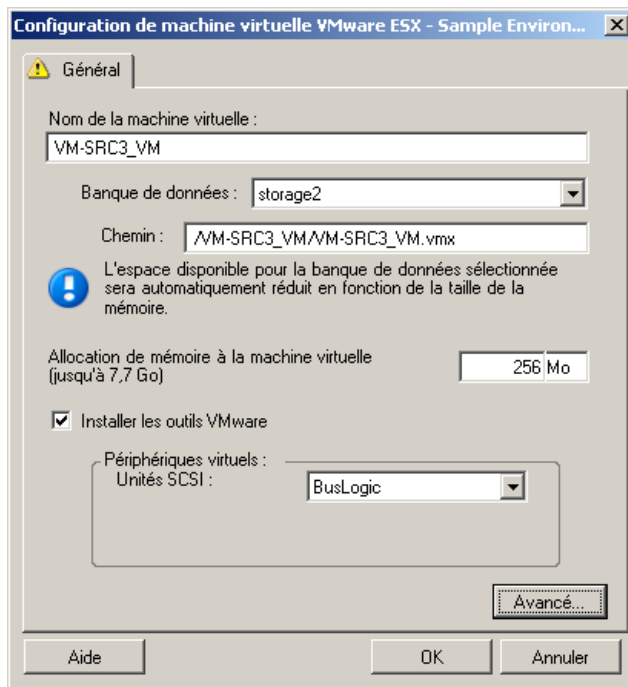 Configuration de machine virtuelle VMware ESX - Sample Environ...
Général
Nom de la machine virtuelle :
VM-SRC3_VM
Banque de données :
storage2
Chemin :
/VM-SRC3_VM/VM-SRC3_VM.vmx
L'espace disponible pour la banque de données sélectionnée
sera automatiquement réduit en fonction de la taille de la
mémoire.
Allocation de mémoire à la machine virtuelle
(jusqu'à 7,7 Go)
256 Mo
Installer les outils VMware
Périphériques virtuels :
Unités SCSI :
BusLogic
Avancé...
Aide
OK
Annuler